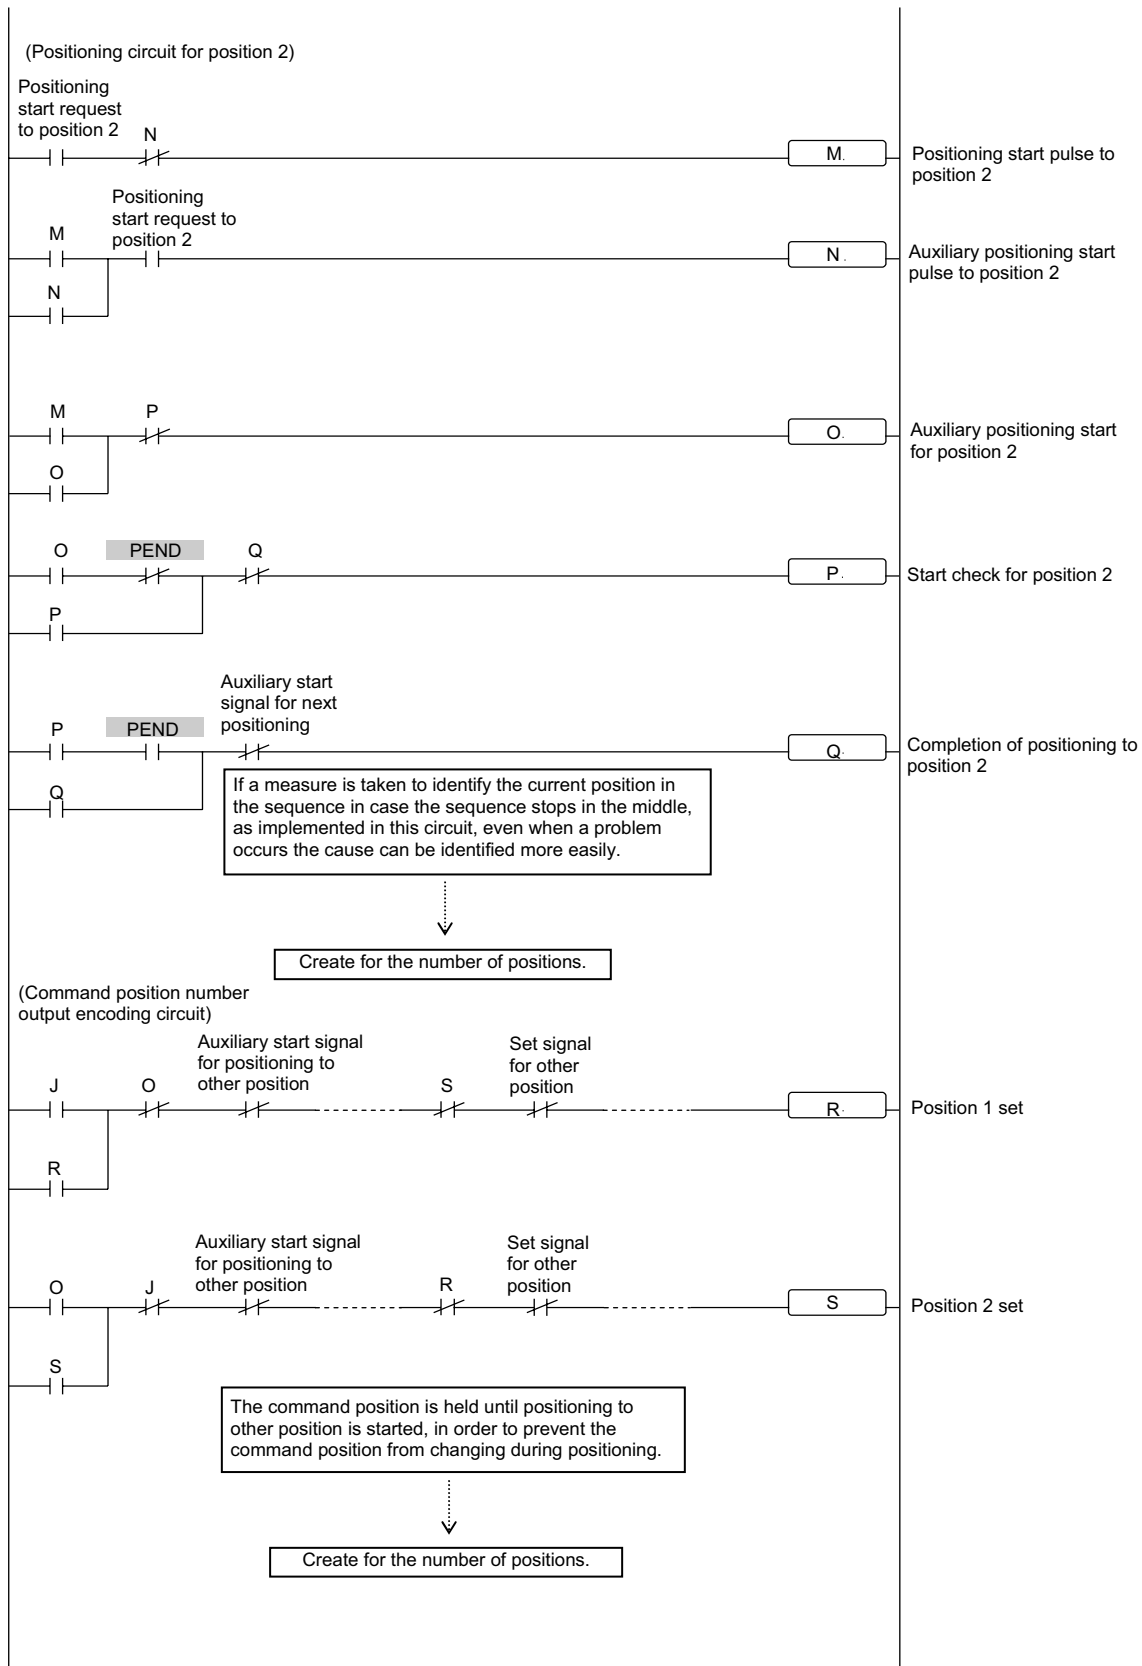 (Positioning circuit for position 2)
Positioning
start request
to position 2
N
M.
Positioning start pulse to
position 2
Positioning
start request to
position 2
M
N .
Auxiliary positioning start
pulse to position 2
N
M
P
O.
Auxiliary positioning start
for position 2
O
O
PEND
Q
P.
Start check for position 2
P
Auxiliary start
signal for next
positioning
P
PEND
Q.
Completion of positioning to
position 2
Q
If a measure is taken to identify the current position in
the sequence in case the sequence stops in the middle,
as implemented in this circuit, even when a problem
occurs the cause can be identified more easily.
Create for the number of positions.
(Command position number
output encoding circuit)
Auxiliary start signal
for positioning to
other position
Set signal
for other
position
J
O
S
R.
Position 1 set
R
Auxiliary start signal
for positioning to
other position
Set signal
for other
position
O
J
R
S
Position 2 set
S
The command position is held until positioning to
other position is started, in order to prevent the
command position from changing during positioning.
Create for the number of positions.